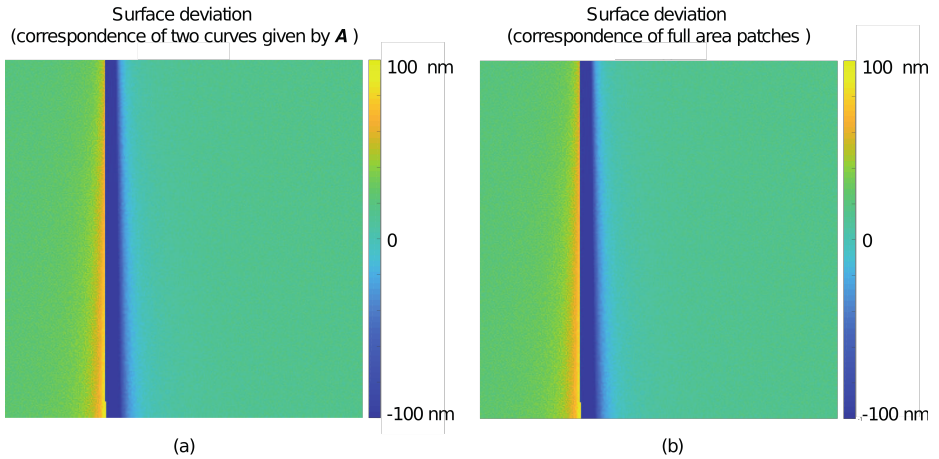 Surface deviation
(correspondence of two curves given by A )
100 nm
0
-100 nm
(a)
Surface deviation
(correspondence of full area patches )
100 nm
0
-100 nm
(b)